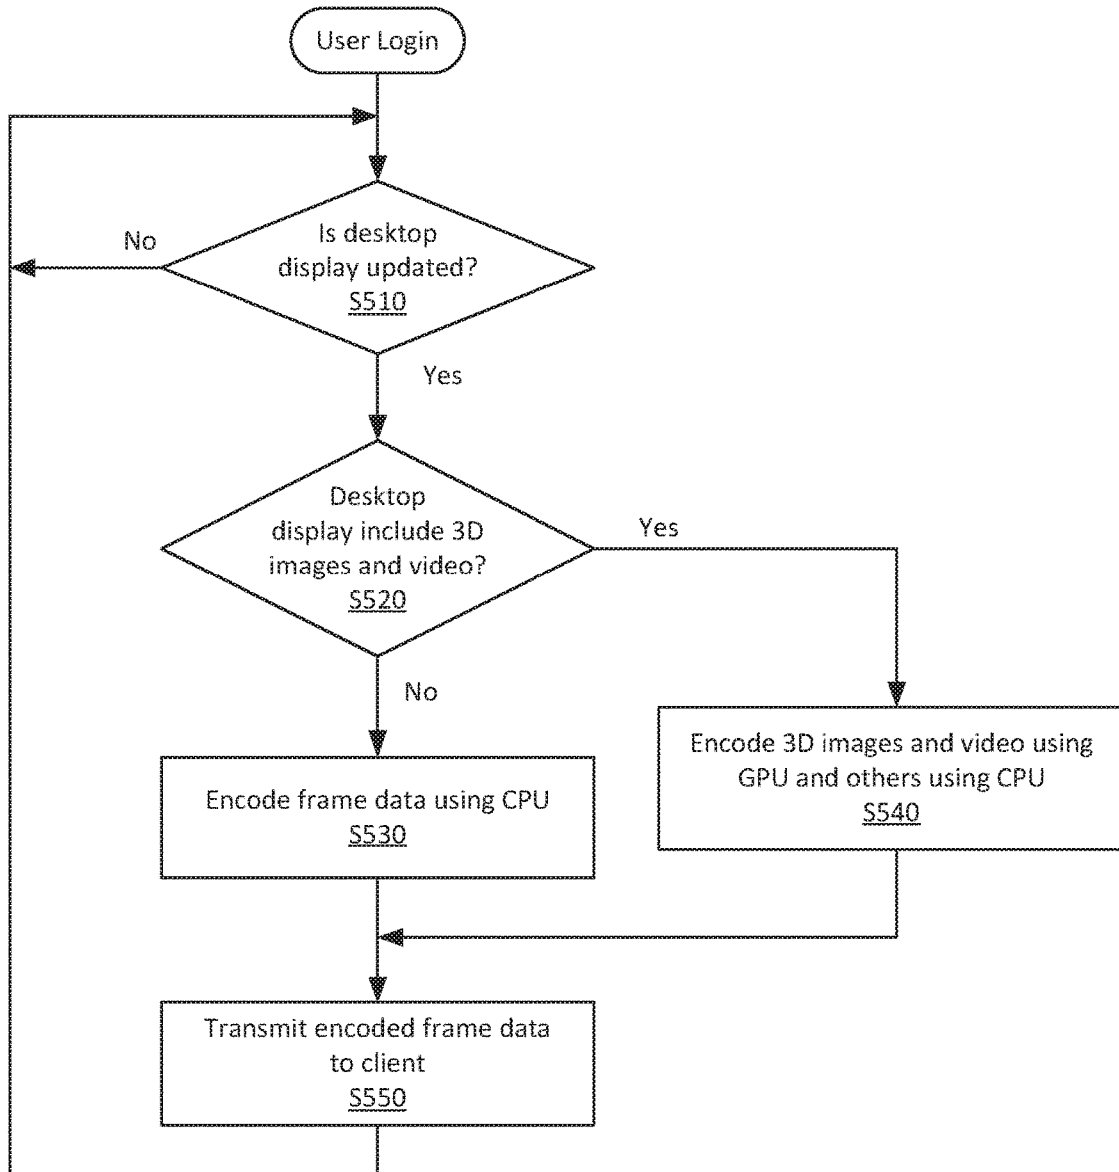 User Login
No
Is desktop
display updated?
S510
Yes
Desktop
display include 3D
images and video?
S520
Yes
No
Encode 3D images and video using
GPU and others using CPU
S540
Encode frame data using CPU
S530
Transmit encoded frame data
to client
S550